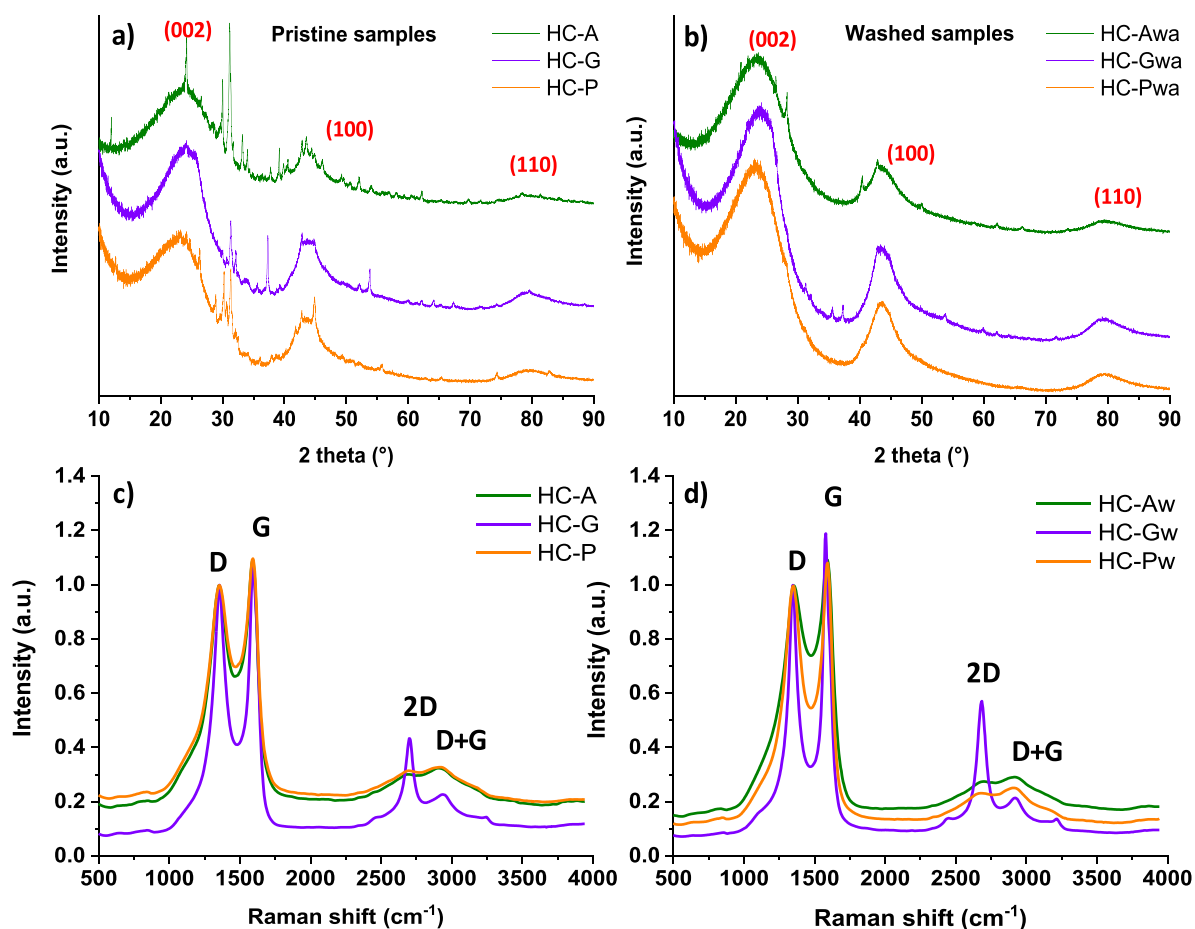 a)
(002)
Pristine samples
HC-A
HC-G
HC-P
(100)
(110)
Intensity (a.u.)
10 20 30 40 50 60 70 80 90
2 theta (°)
b)
(002)
Washed samples
HC-Awa
HC-Gwa
HC-Pwa
(100)
(110)
Intensity (a.u.)
10 20 30 40 50 60 70 80 90
2 theta (°)
c)
D
G
HC-A
HC-G
HC-P
2D
D+G
Intensity (a.u.)
1.4
1.2
1.0
0.8
0.6
0.4
0.2
0.0
500 1000 1500 2000 2500 3000 3500 4000
Raman shift (cm-1)
d)
D
G
HC-Aw
HC-Gw
HC-Pw
2D
D+G
Intensity (a.u.)
1.4
1.2
1.0
0.8
0.6
0.4
0.2
0.0
500 1000 1500 2000 2500 3000 3500 4000
Raman shift (cm-1)